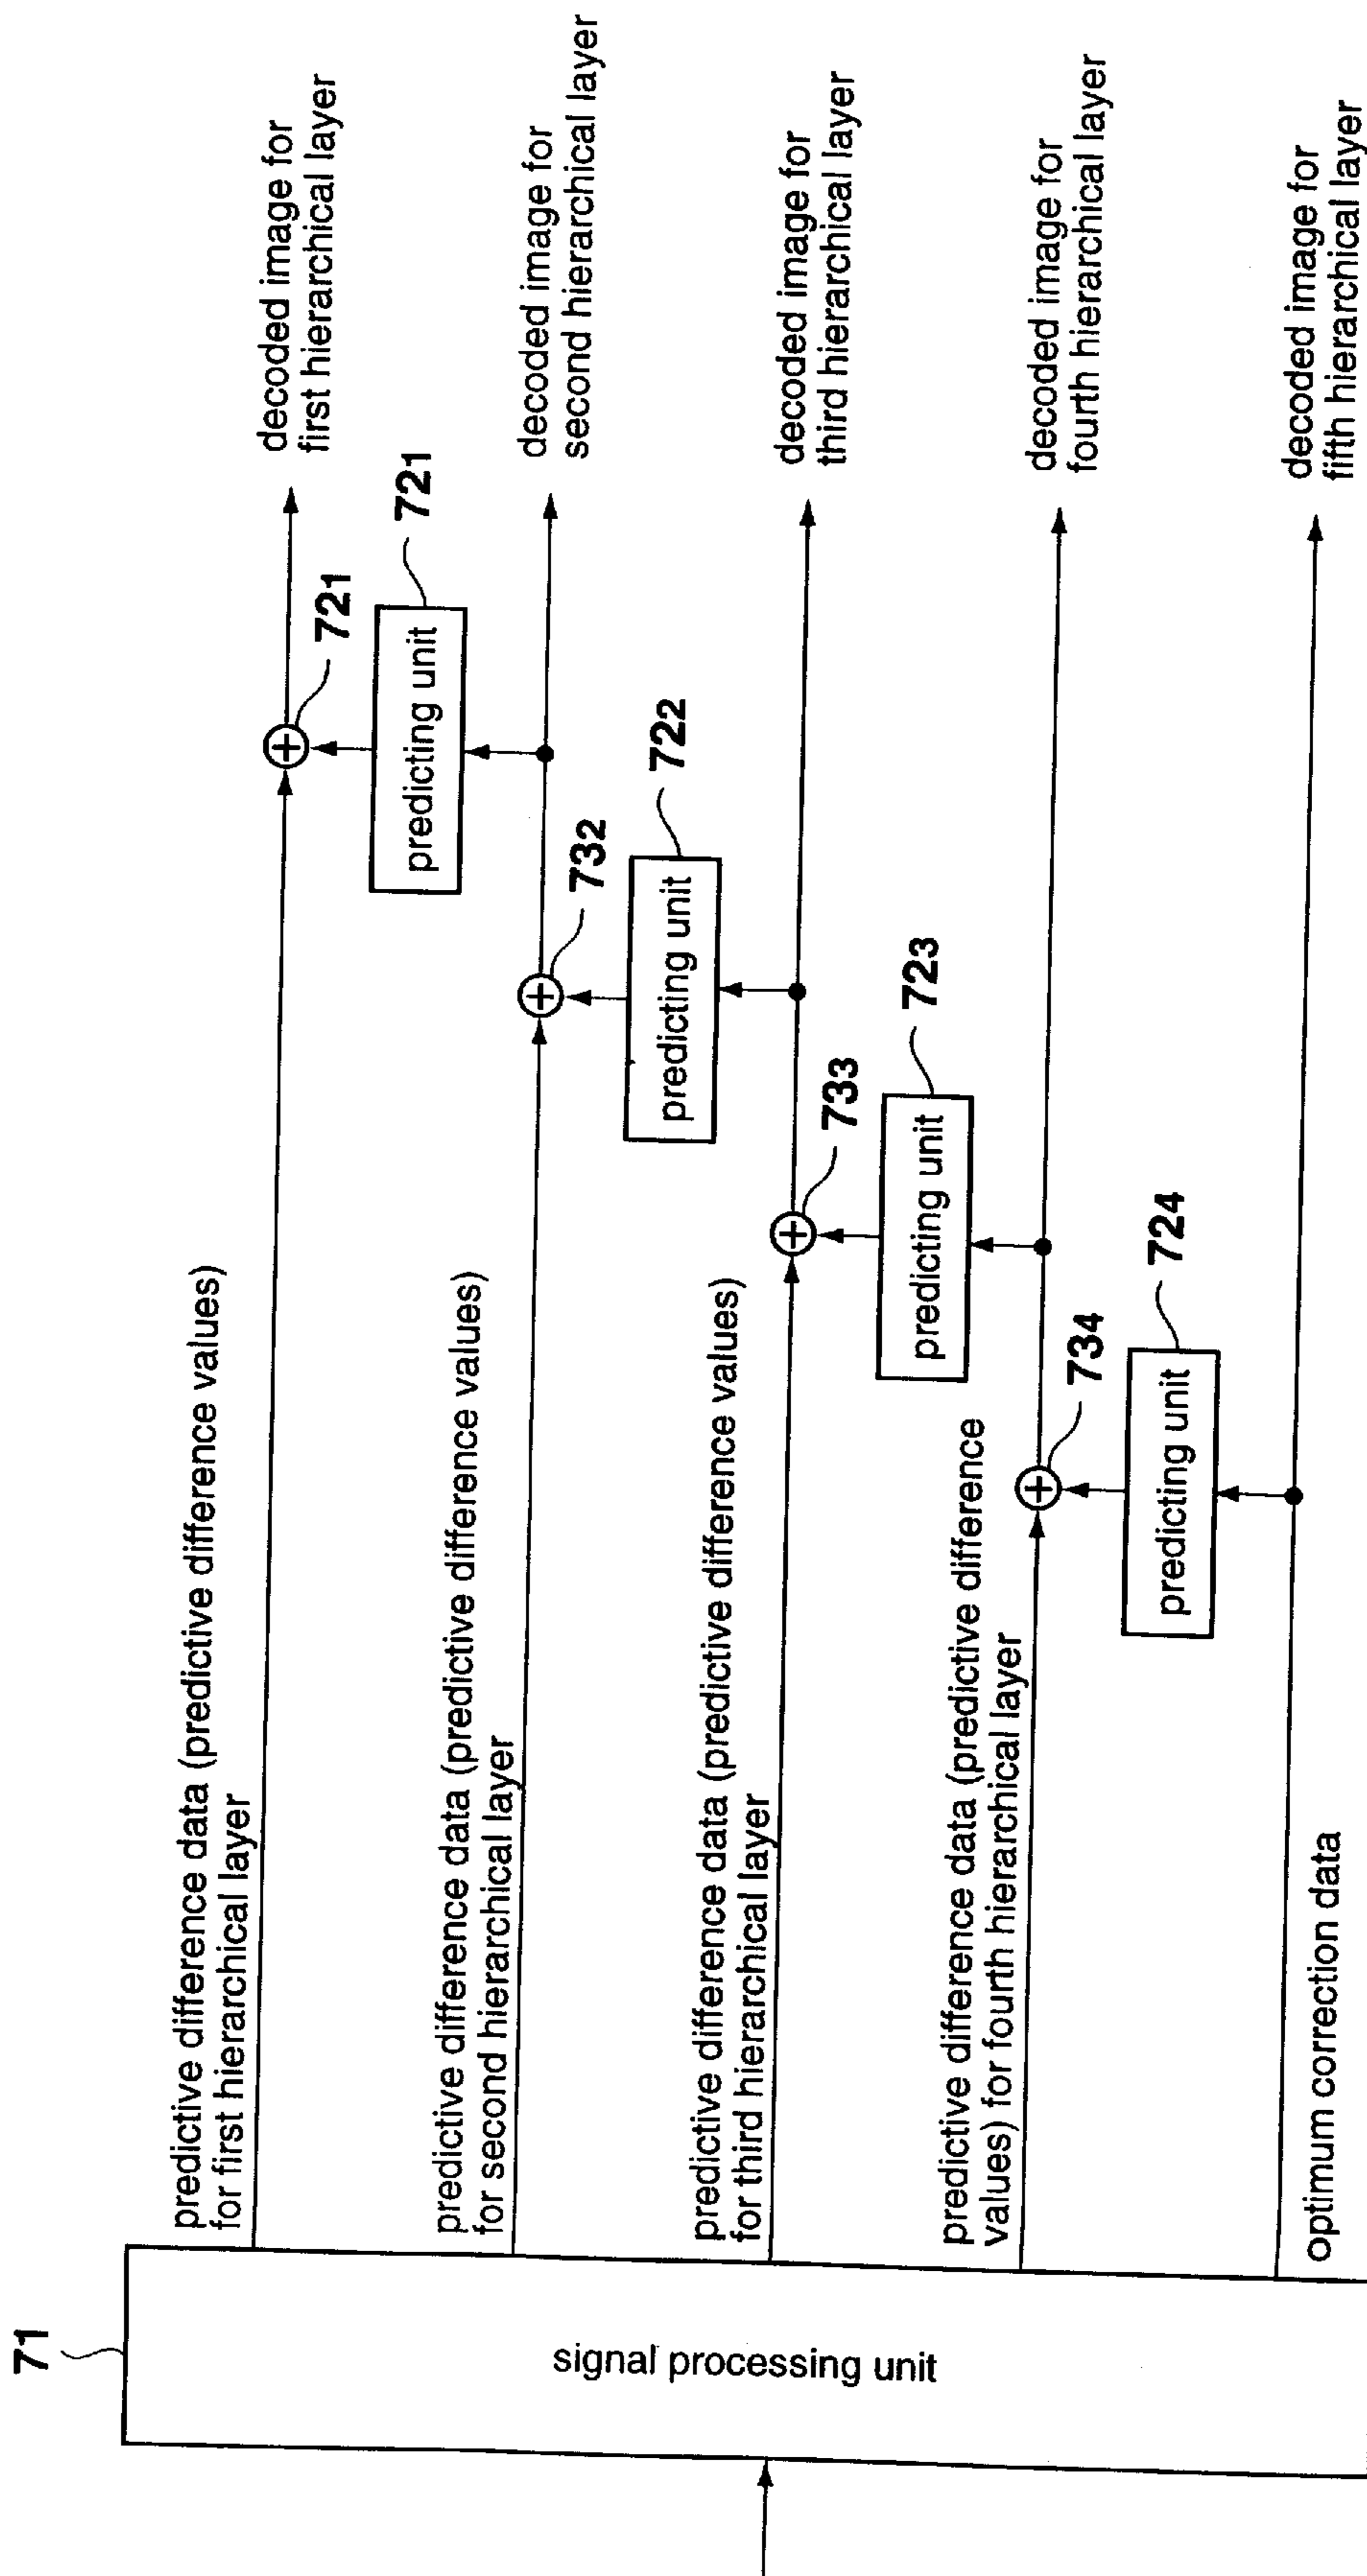 71
signal processing unit
predictive difference data (predictive difference values)
for first hierarchical layer
721
721
predicting unit
decoded image for
first hierarchical layer
predictive difference data (predictive difference values)
for second hierarchical layer
732
722
predicting unit
decoded image for
second hierarchical layer
predictive difference data (predictive difference values)
for third hierarchical layer
733
723
predicting unit
decoded image for
third hierarchical layer
predictive difference data (predictive difference
values) for fourth hierarchical layer
734
724
predicting unit
decoded image for
fourth hierarchical layer
optimum correction data
decoded image for
fifth hierarchical layer